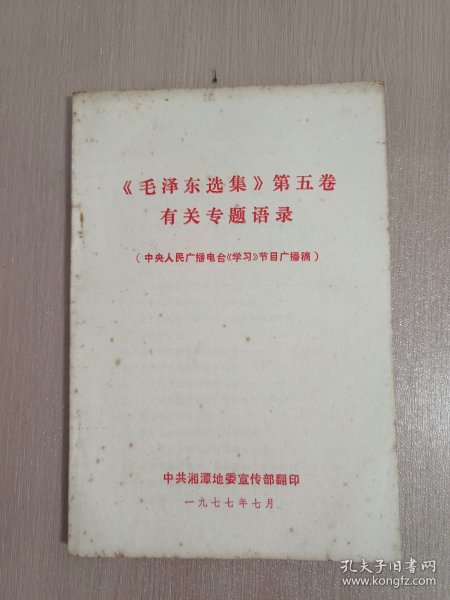 《毛泽东选集》第五卷
有关专题语录
(中央人民广播电台《学习》节目广播稿)
中共湘潭地委宣传部翻印
一九七七年七月
孔夫子旧书网
www.kongfz.com